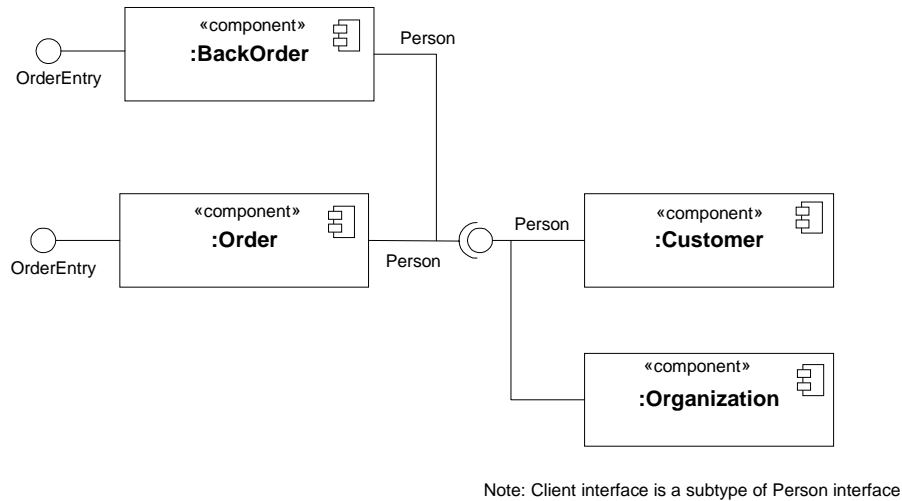 «component»
:BackOrder
Person
OrderEntry
«component»
:Order
Person
OrderEntry
Person
«component»
:Customer
«component»
:Organization
Note: Client interface is a subtype of Person interface